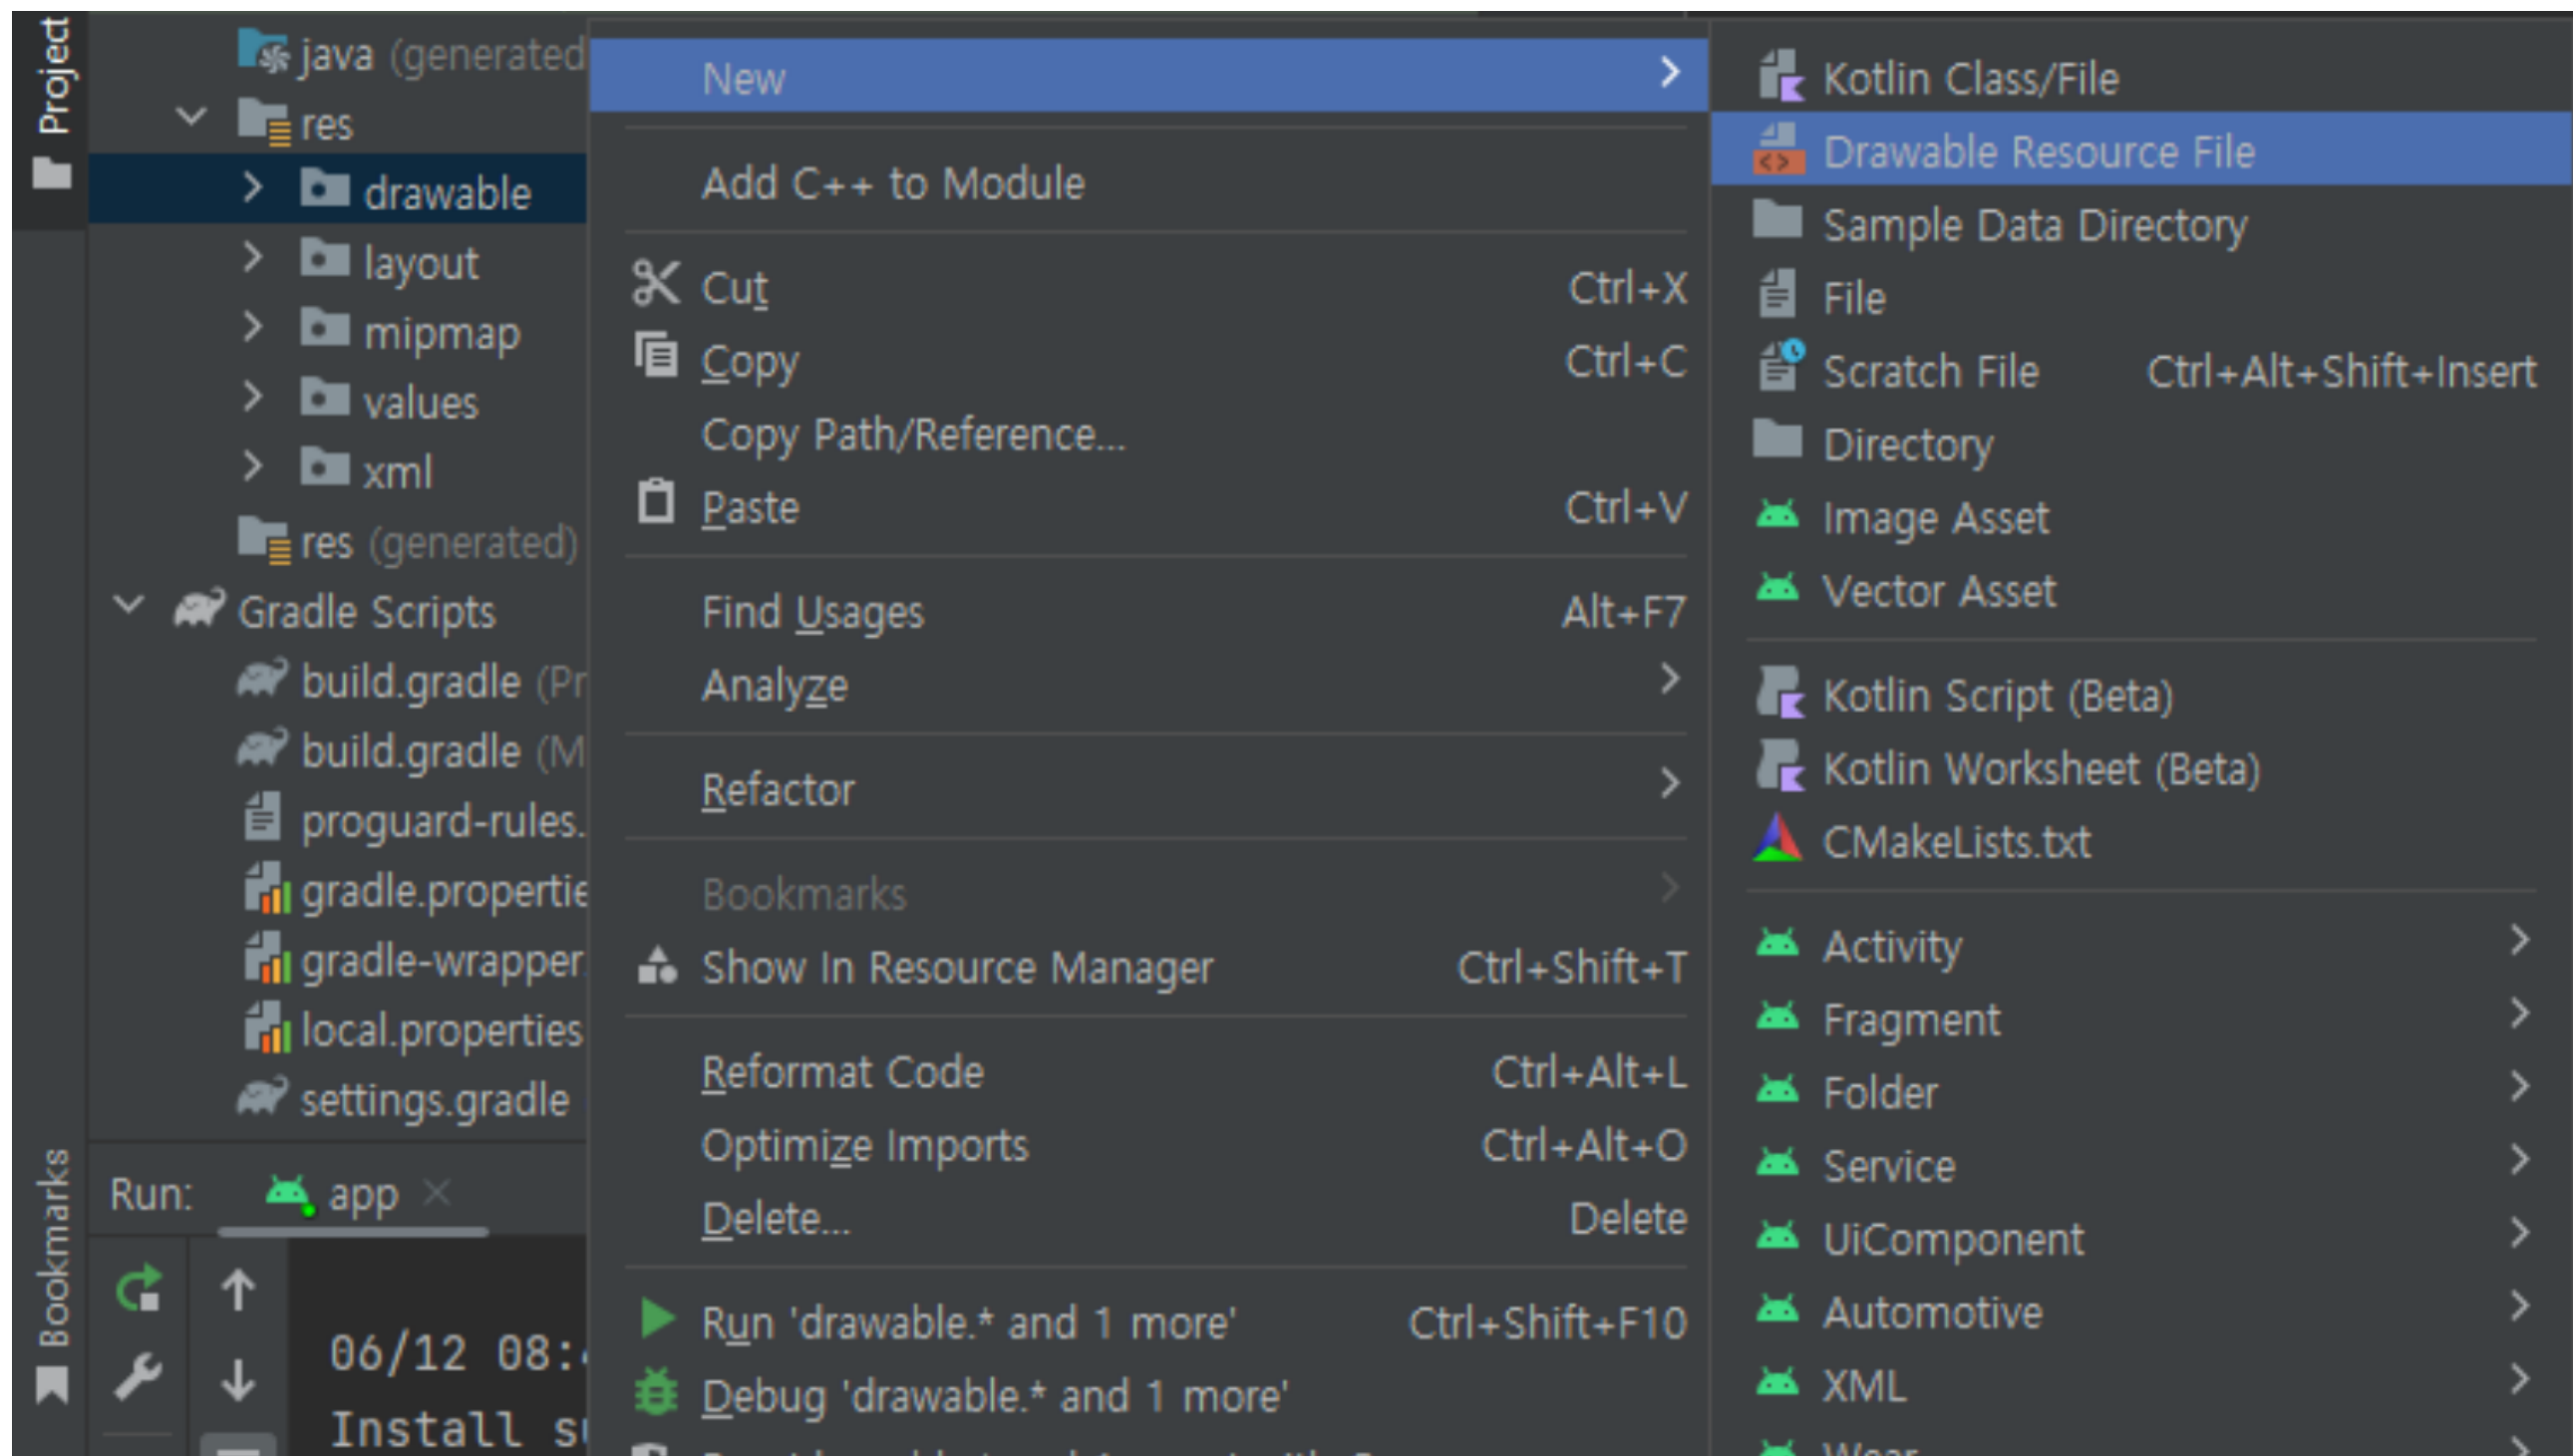 Project
java (generated
res
drawable
layout
mipmap
values
xml
res (generated)
Gradle Scripts
build.gradle (Pr
build.gradle (M
proguard-rules.
gradle.propertie
gradle-wrapper
local.properties
settings.gradle
Bookmarks
Run: app
06/12 08:
Install s
New
Add C++ to Module
Cut Ctrl+X
Copy Ctrl+C
Copy Path/Reference...
Paste Ctrl+V
Find Usages Alt+F7
Analyze
Refactor
Bookmarks
Show In Resource Manager Ctrl+Shift+T
Reformat Code Ctrl+Alt+L
Optimize Imports Ctrl+Alt+O
Delete... Delete
Run 'drawable.* and 1 more' Ctrl+Shift+F10
Debug 'drawable.* and 1 more'
Kotlin Class/File
Drawable Resource File
Sample Data Directory
File
Scratch File Ctrl+Alt+Shift+Insert
Directory
Image Asset
Vector Asset
Kotlin Script (Beta)
Kotlin Worksheet (Beta)
CMakeLists.txt
Activity
Fragment
Folder
Service
UiComponent
Automotive
XML